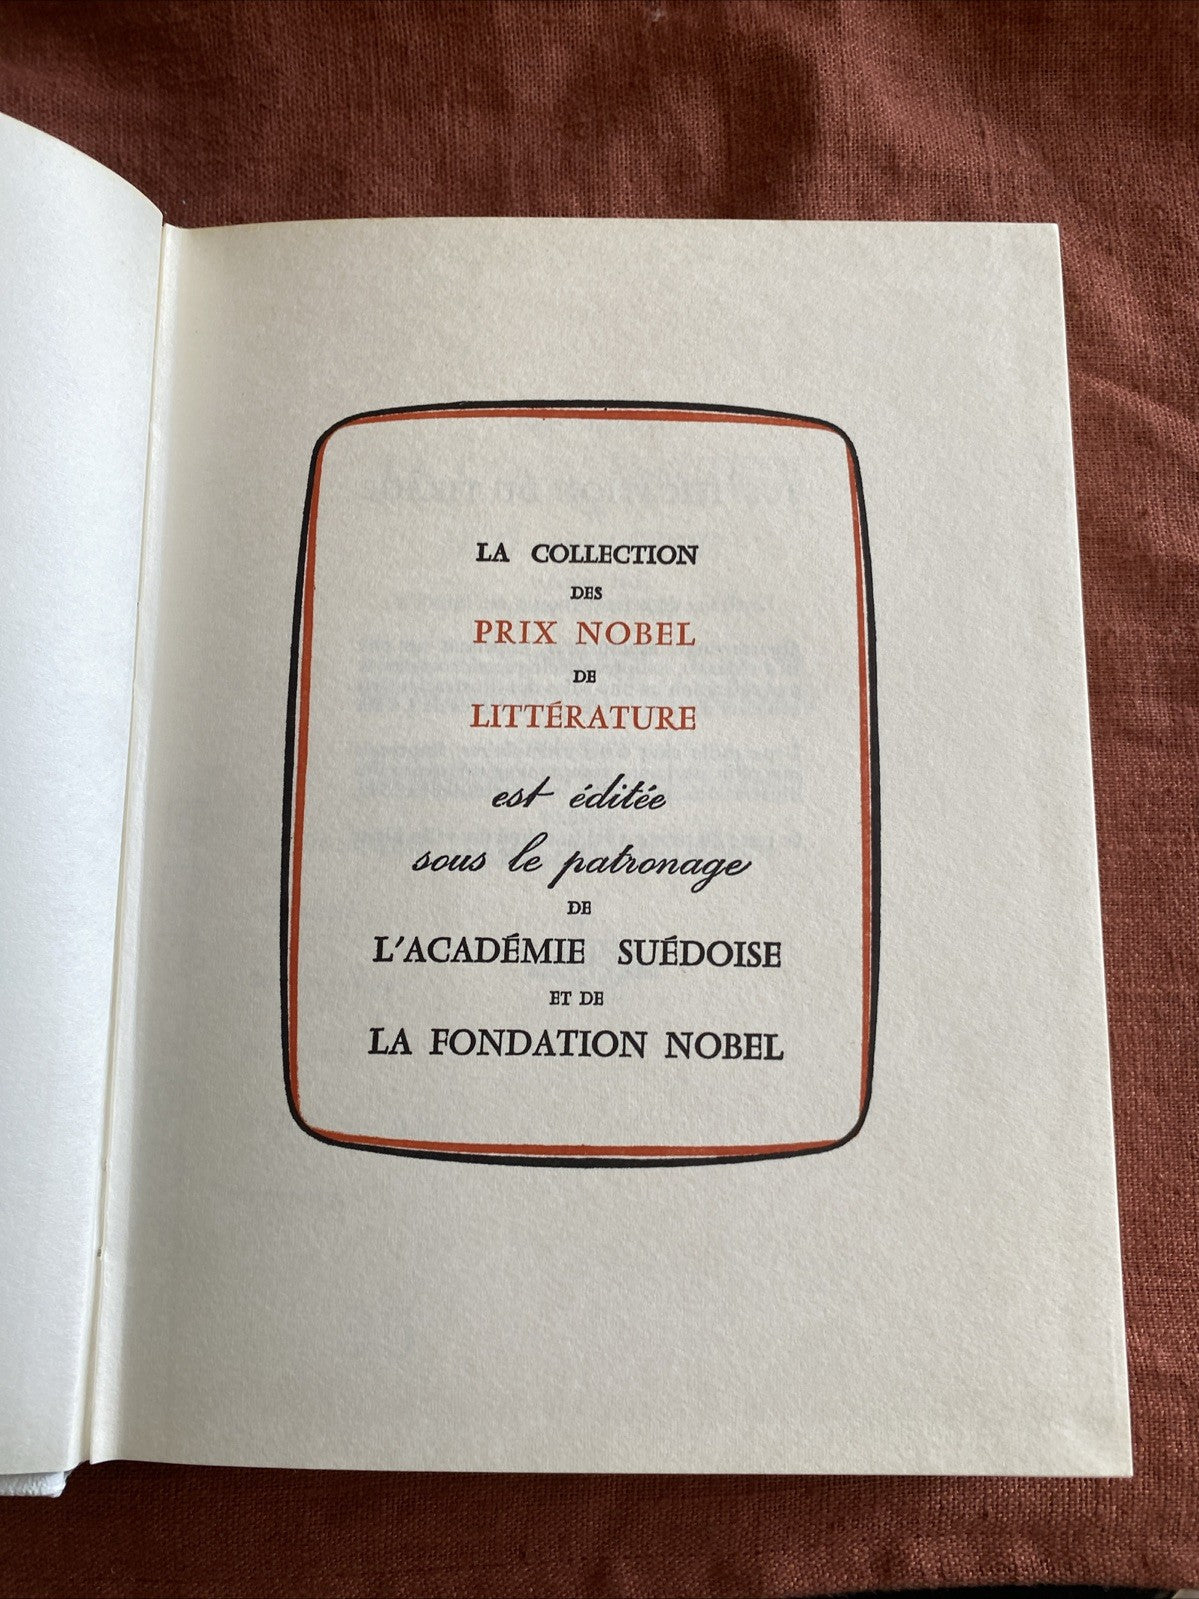 LA COLLECTION
DES
PRIX NOBEL
DE
LITTÉRATURE
est éditée
sous le patronage
DE
L'ACADÉMIE SUÉDOISE
ET DE
LA FONDATION NOBEL